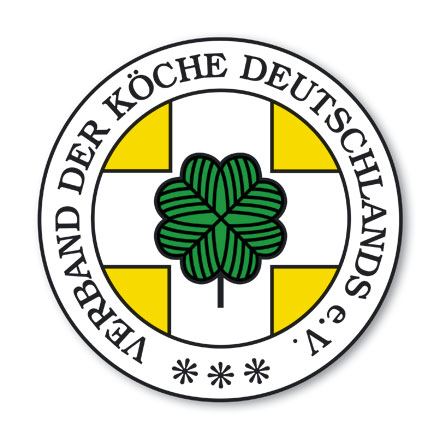 VERBAND DER KÖCHE DEUTSCHLANDS e.V.
***